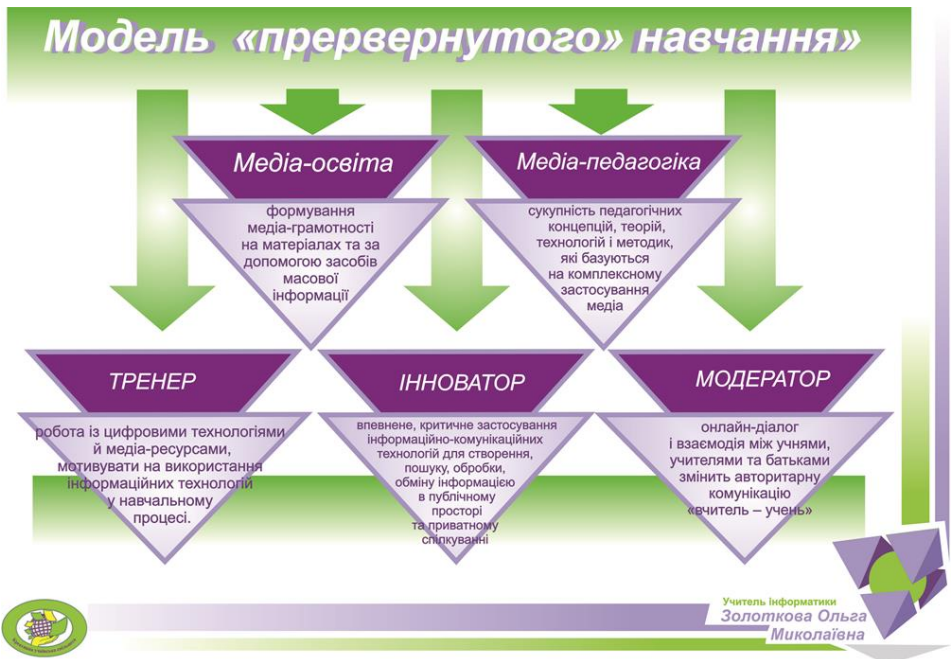 Модель «прервернутого» навчання»
Медіа-освіта
формування
медіа-грамотності
на матеріалах та за
допомогою засобів
масової
інформації
Медіа-педагогіка
сукупність педагогічних
концепцій, теорій,
технологій і методик,
які базуються
на комплексному
застосування
медіа
ТРЕНЕР
робота із цифровими технологіями
й медіа-ресурсами,
мотивувати на використання
інформаційних технологій
у навчальному
процесі.
ІННОВАТОР
впевнене, критичне застосування
інформаційно-комунікаційних
технологій для створення,
пошуку, обробки,
обміну інформацією
в публічному
просторі
та приватному
спілкуванні
МОДЕРАТОР
онлайн-діалог
і взаємодія між учнями,
учителями та батьками
змінить авторитарну
комунікацію
«вчитель – учень»
Учитель інформатики
Золоткова Ольга
Миколаївна